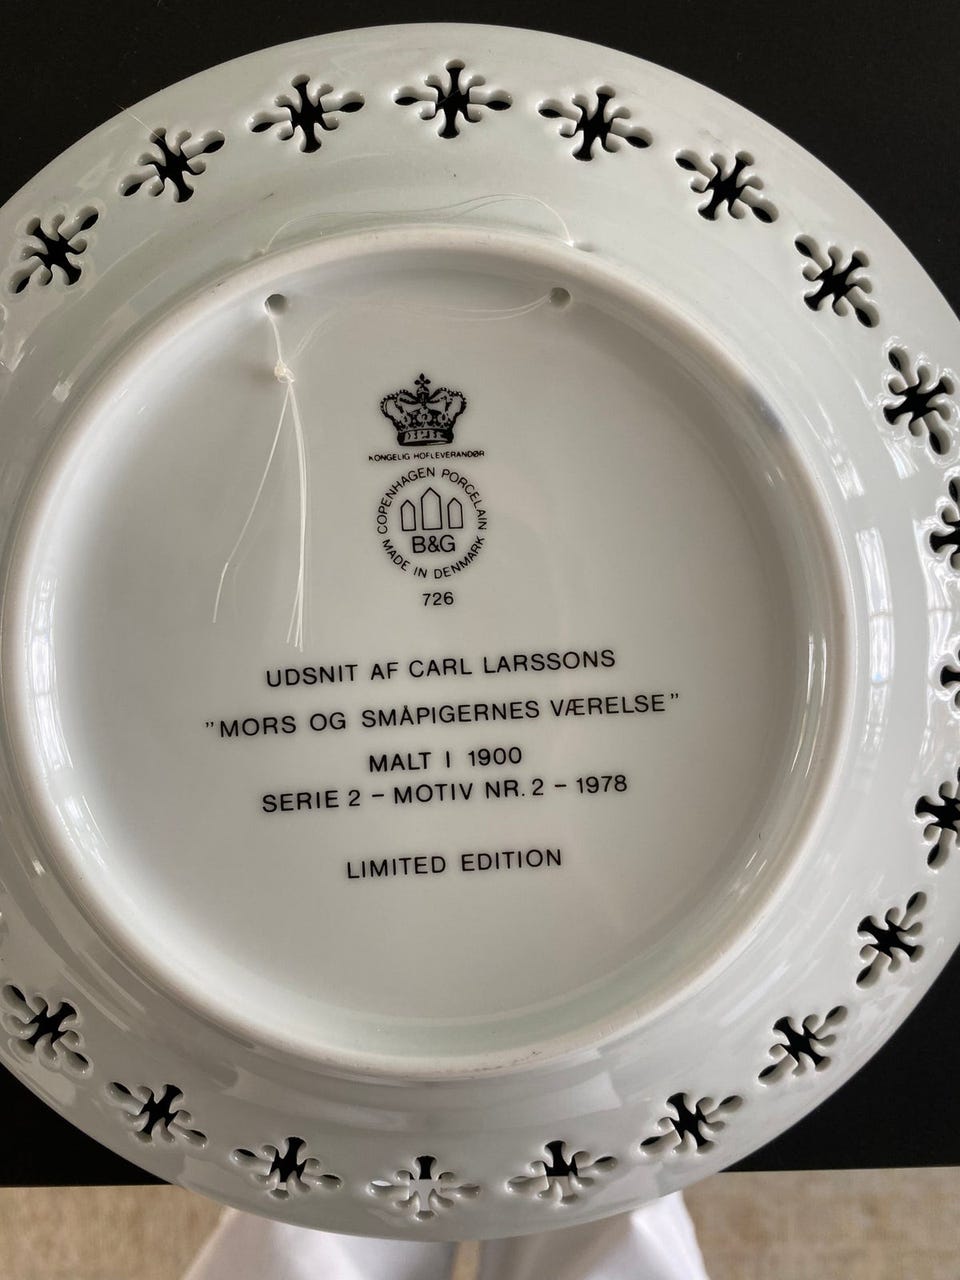 KONGELIG HOFLEVERANDØR
COPENHAGEN PORCELAIN
B&G
MADE IN DENMARK
726
UDSNIT AF CARL LARSSONS
"MORS OG SMÅPIGERNES VÆRELSE"
MALT I 1900
SERIE 2 – MOTIV NR. 2 – 1978
LIMITED EDITION